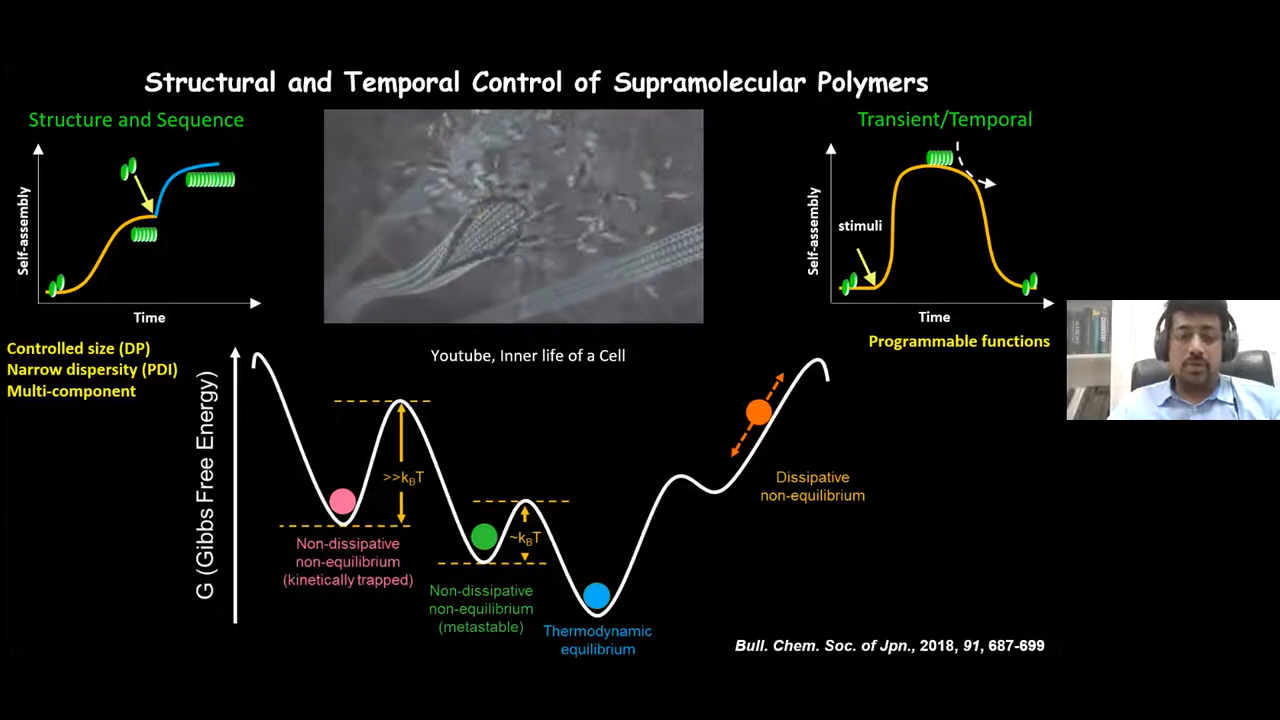 Structural and Temporal Control of Supramolecular Polymers
Structure and Sequence
Self-assembly
Time
Controlled size (DP)
Narrow dispersity (PDI)
Multi-component
Youtube, Inner life of a Cell
Transient/Temporal
Self-assembly
stimuli
Time
Programmable functions
G (Gibbs Free Energy)
>>kBT
Non-dissipative
non-equilibrium
(kinetically trapped)
~kBT
Non-dissipative
non-equilibrium
(metastable)
Thermodynamic
equilibrium
Dissipative
non-equilibrium
Bull. Chem. Soc. of Jpn., 2018, 91, 687-699